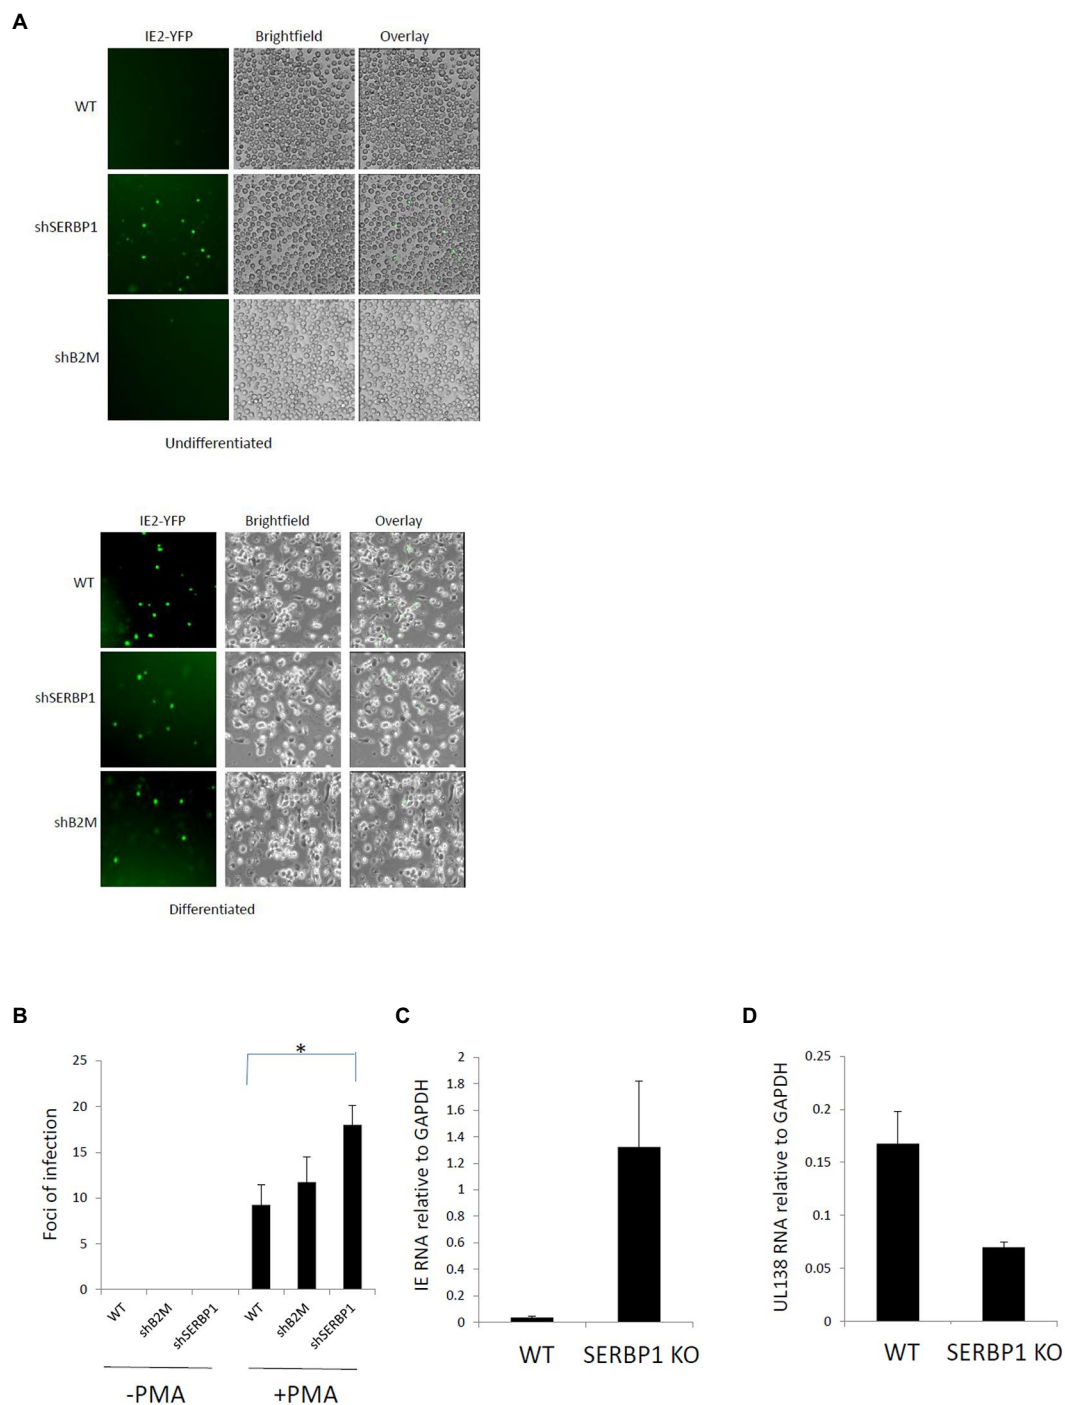 A
IE2-YFP Brightfield Overlay
WT
shSERBP1
shB2M
Undifferentiated
IE2-YFP Brightfield Overlay
WT
shSERBP1
shB2M
Differentiated
B
Foci of infection
25
20
15
10
5
0
*
WT shB2M shSERBP1 WT shB2M shSERBP1
-PMA +PMA
C
IE RNA relative to GAPDH
2
1.8
1.6
1.4
1.2
1
0.8
0.6
0.4
0.2
0
WT SERBP1 KO
D
UL138 RNA relative to GAPDH
0.25
0.2
0.15
0.1
0.05
0
WT SERBP1 KO